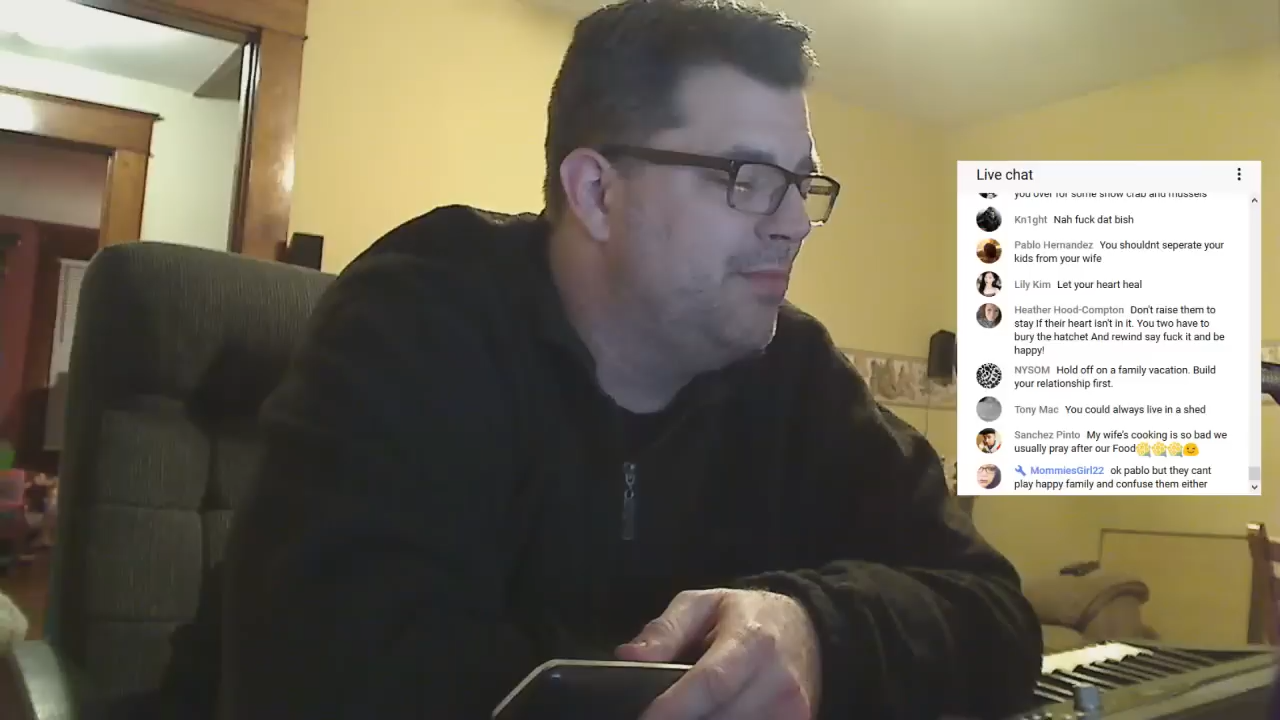 Live chat
you over for some snow crab and mussels
Kn1ght Nah fuck dat bish
Pablo Hernandez You shouldnt seperate your
kids from your wife
Lily Kim Let your heart heal
Heather Hood-Compton Don't raise them to
stay If their heart isn't in it. You two have to
bury the hatchet And rewind say fuck it and be
happy!
NYSOM Hold off on a family vacation. Build
your relationship first.
Tony Mac You could always live in a shed
Sanchez Pinto My wife's cooking is so bad we
usually pray after our Food
MommiesGirl22 ok pablo but they cant
play happy family and confuse them either